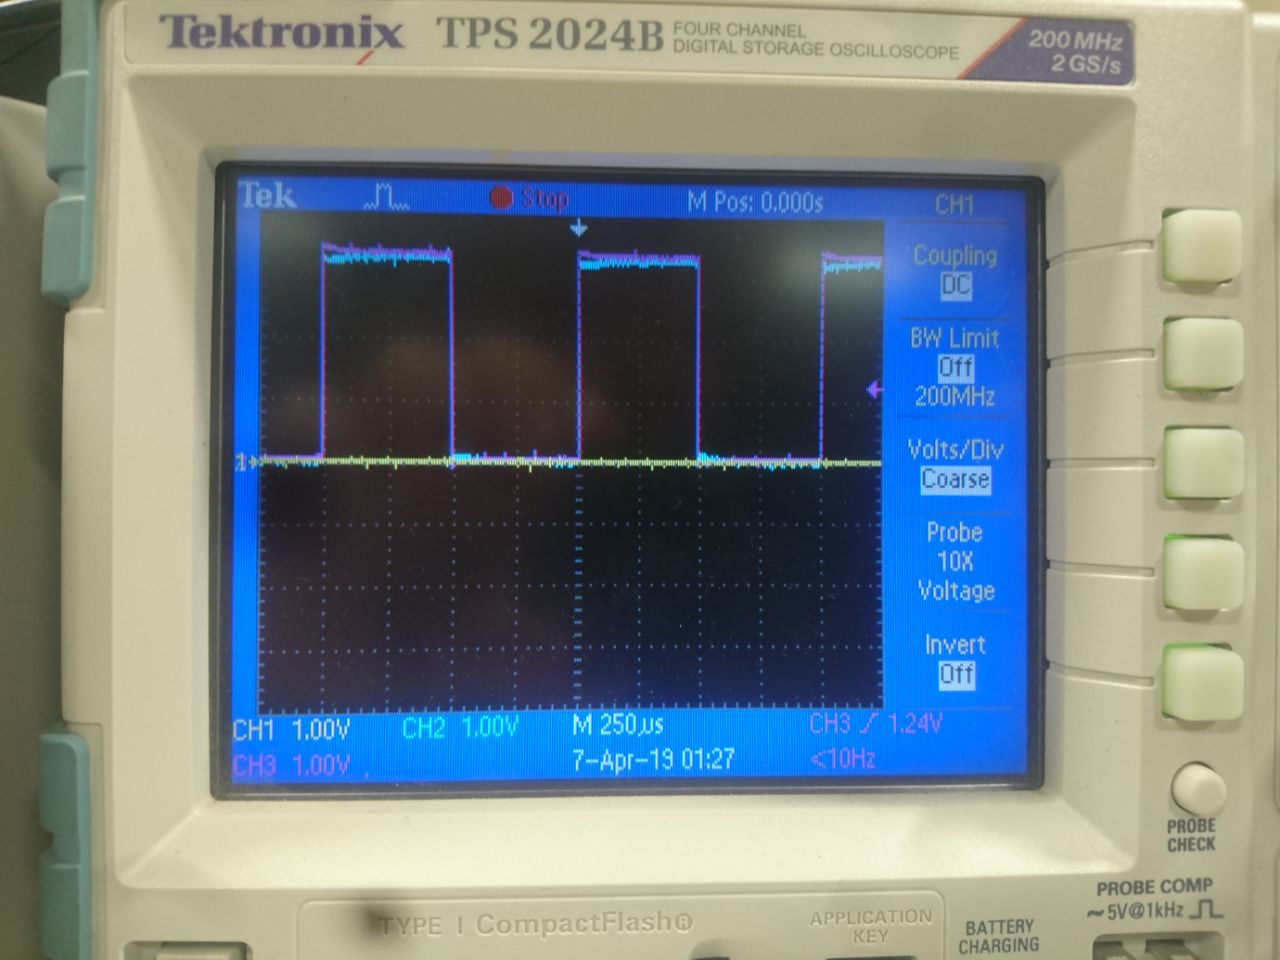 Tektronix TPS 2024B FOUR CHANNEL
DIGITAL STORAGE OSCILLOSCOPE
200 MHz
2 GS/s
Tek Stop M Pos: 0.000s CH1
Coupling
DC
BW Limit
Off
200MHz
Volts/Div
Coarse
Probe
10X
Voltage
Invert
Off
1
CH1 1.00V CH2 1.00V M 250µs CH3 1.24V
CH3 1.00V 7-Apr-19 01:27 <10Hz
PROBE
CHECK
PROBE COMP
~5V@1kHz
TYPE I CompactFlash®
APPLICATION
KEY
BATTERY
CHARGING